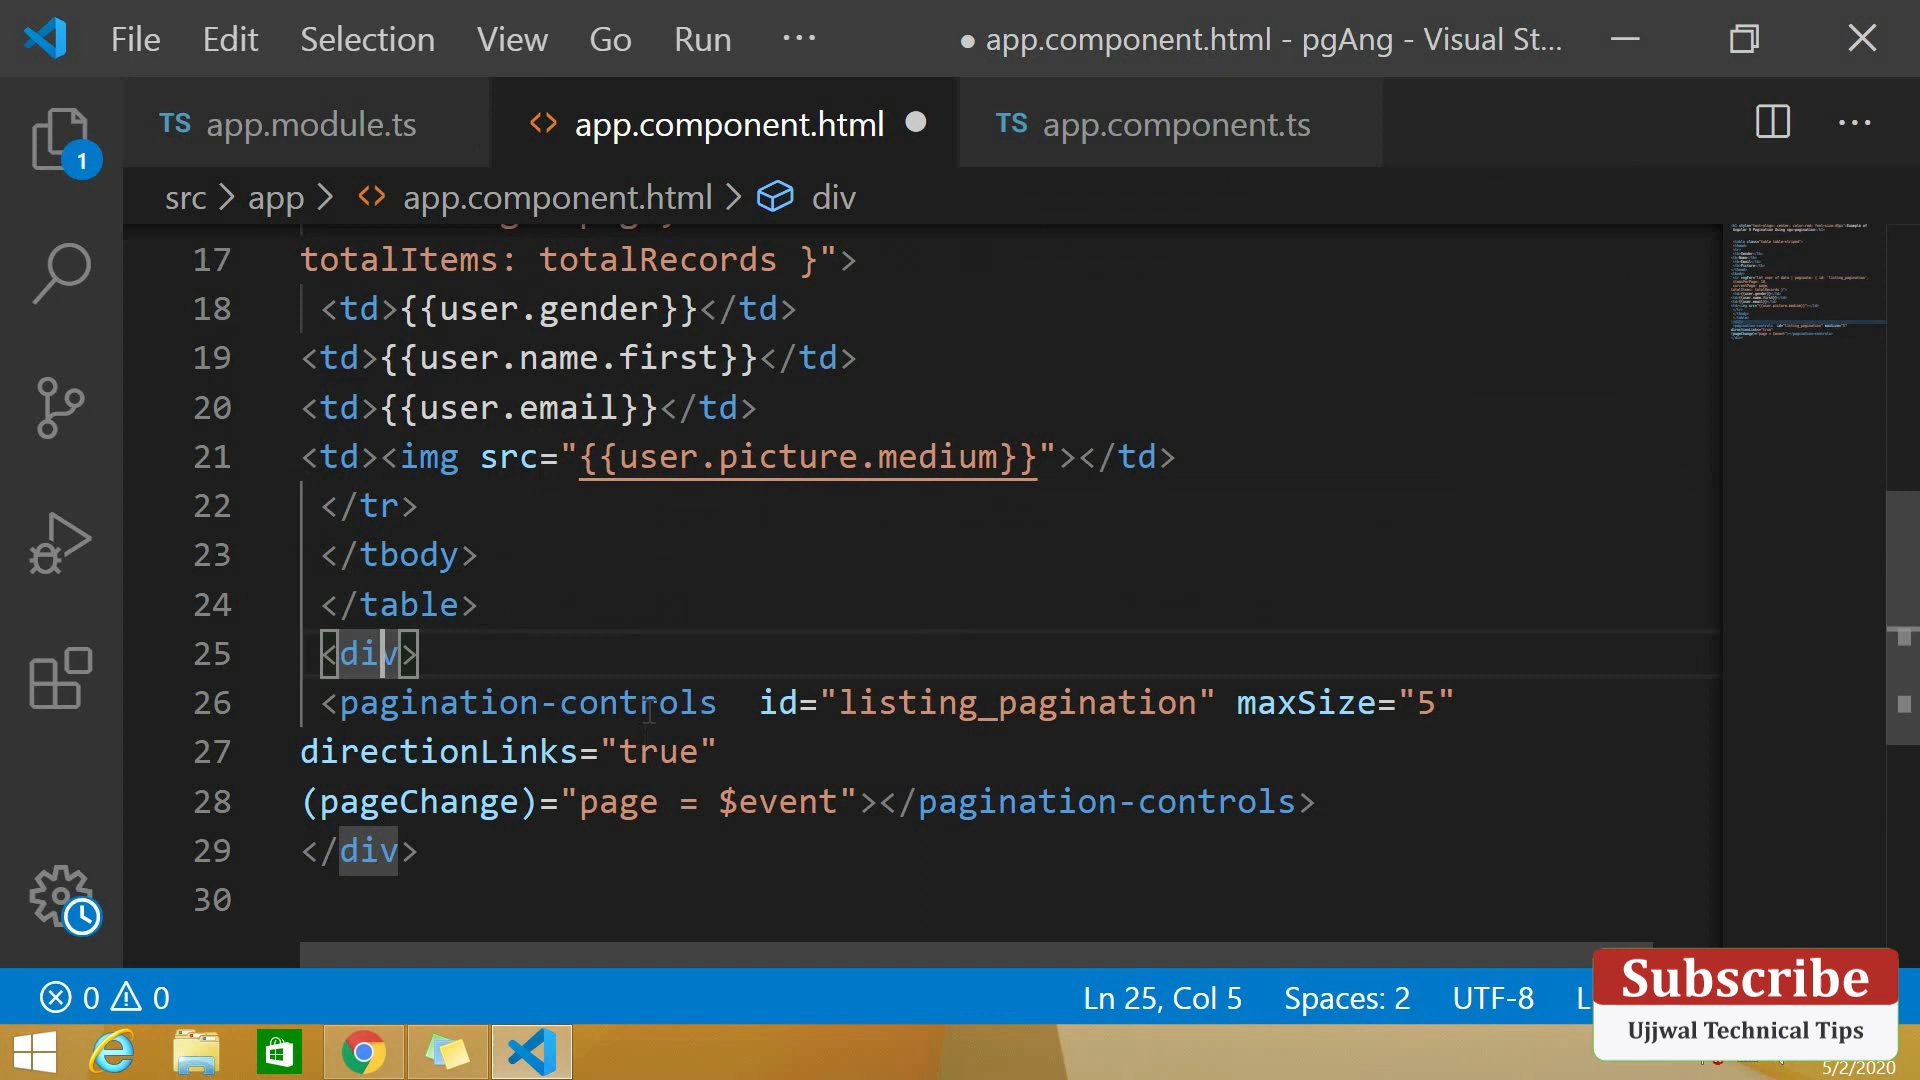 File Edit Selection View Go Run ··· ● app.component.html - pgAng - Visual St...
TS app.module.ts <> app.component.html ● TS app.component.ts
src > app > <> app.component.html > div
17 totalItems: totalRecords }">
18 <td>{{user.gender}}</td>
19 <td>{{user.name.first}}</td>
20 <td>{{user.email}}</td>
21 <td><img src="{{user.picture.medium}}"></td>
22 </tr>
23 </tbody>
24 </table>
25 <div>
26 <pagination-controls id="listing_pagination" maxSize="5"
27 directionLinks="true"
28 (pageChange)="page = $event"></pagination-controls>
29 </div>
30
1
0 0 Ln 25, Col 5 Spaces: 2 UTF-8 L
Subscribe
Ujjwal Technical Tips
5/2/2020